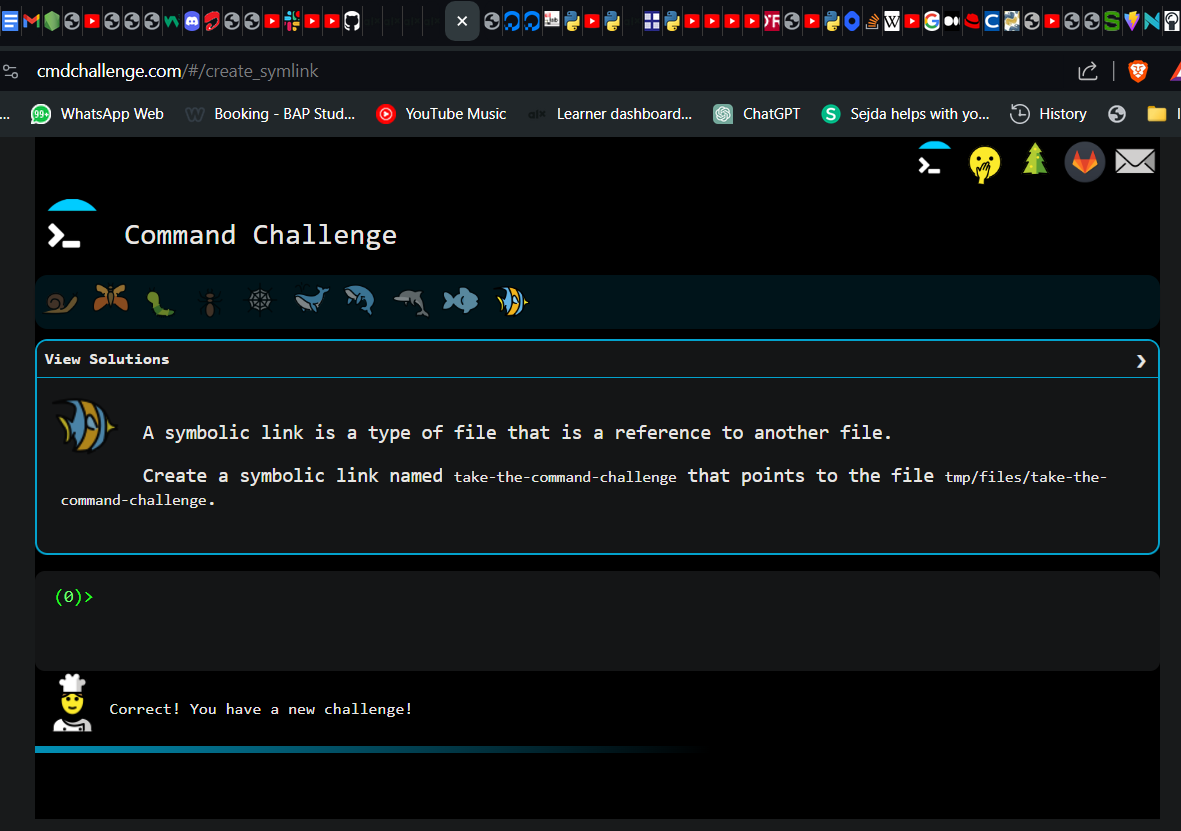 cmdchallenge.com/#/create_symlink
... 99+ WhatsApp Web Booking - BAP Stud... YouTube Music Learner dashboard... ChatGPT S Sejda helps with yo... History
Command Challenge
View Solutions
A symbolic link is a type of file that is a reference to another file.
Create a symbolic link named take-the-command-challenge that points to the file tmp/files/take-the-
command-challenge.
(0)>
Correct! You have a new challenge!